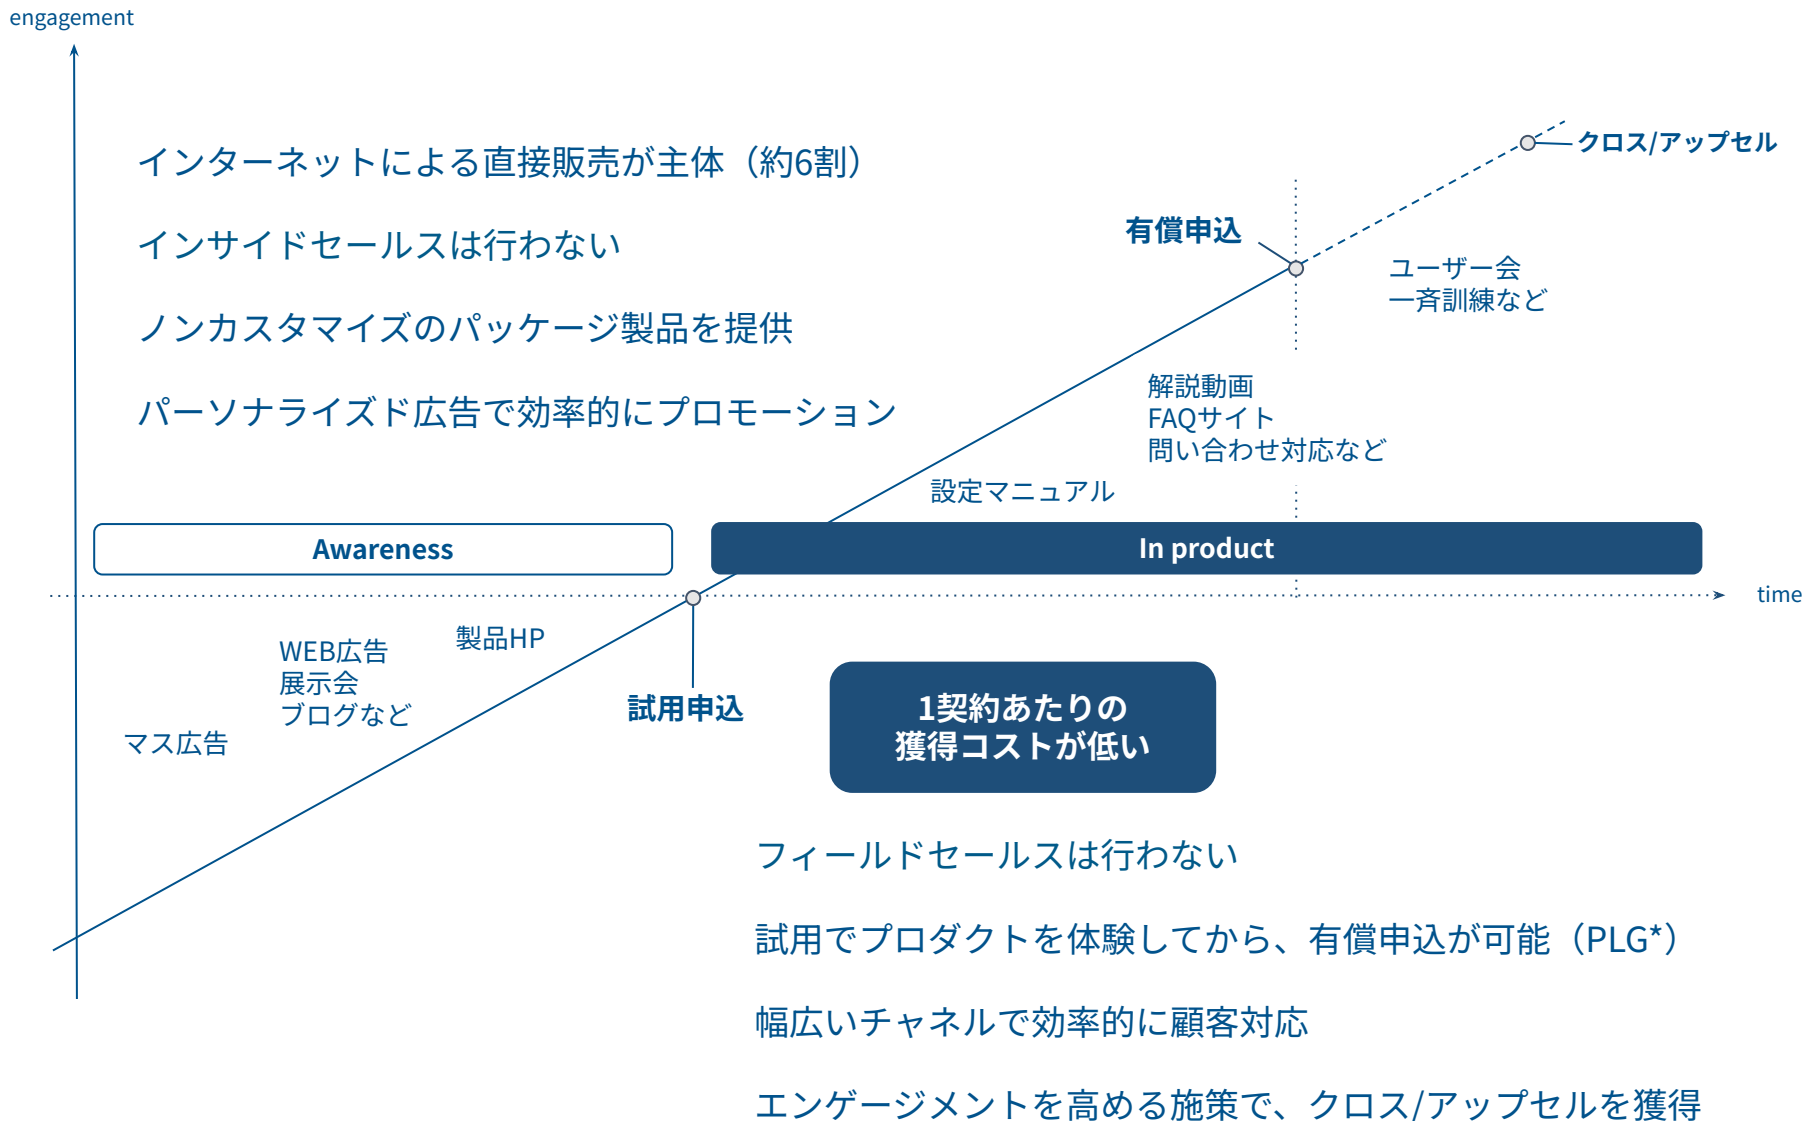 engagement
インターネットによる直接販売が主体（約6割）
インサイドセールスは行わない
ノンカスタマイズのパッケージ製品を提供
パーソナライズド広告で効率的にプロモーション
クロス/アップセル
有償申込
ユーザー会
一斉訓練など
解説動画
FAQサイト
問い合わせ対応など
設定マニュアル
Awareness
In product
time
製品HP
WEB広告
展示会
ブログなど
マス広告
試用申込
1契約あたりの
獲得コストが低い
フィールドセールスは行わない
試用でプロダクトを体験してから、有償申込が可能（PLG*）
幅広いチャネルで効率的に顧客対応
エンゲージメントを高める施策で、クロス/アップセルを獲得